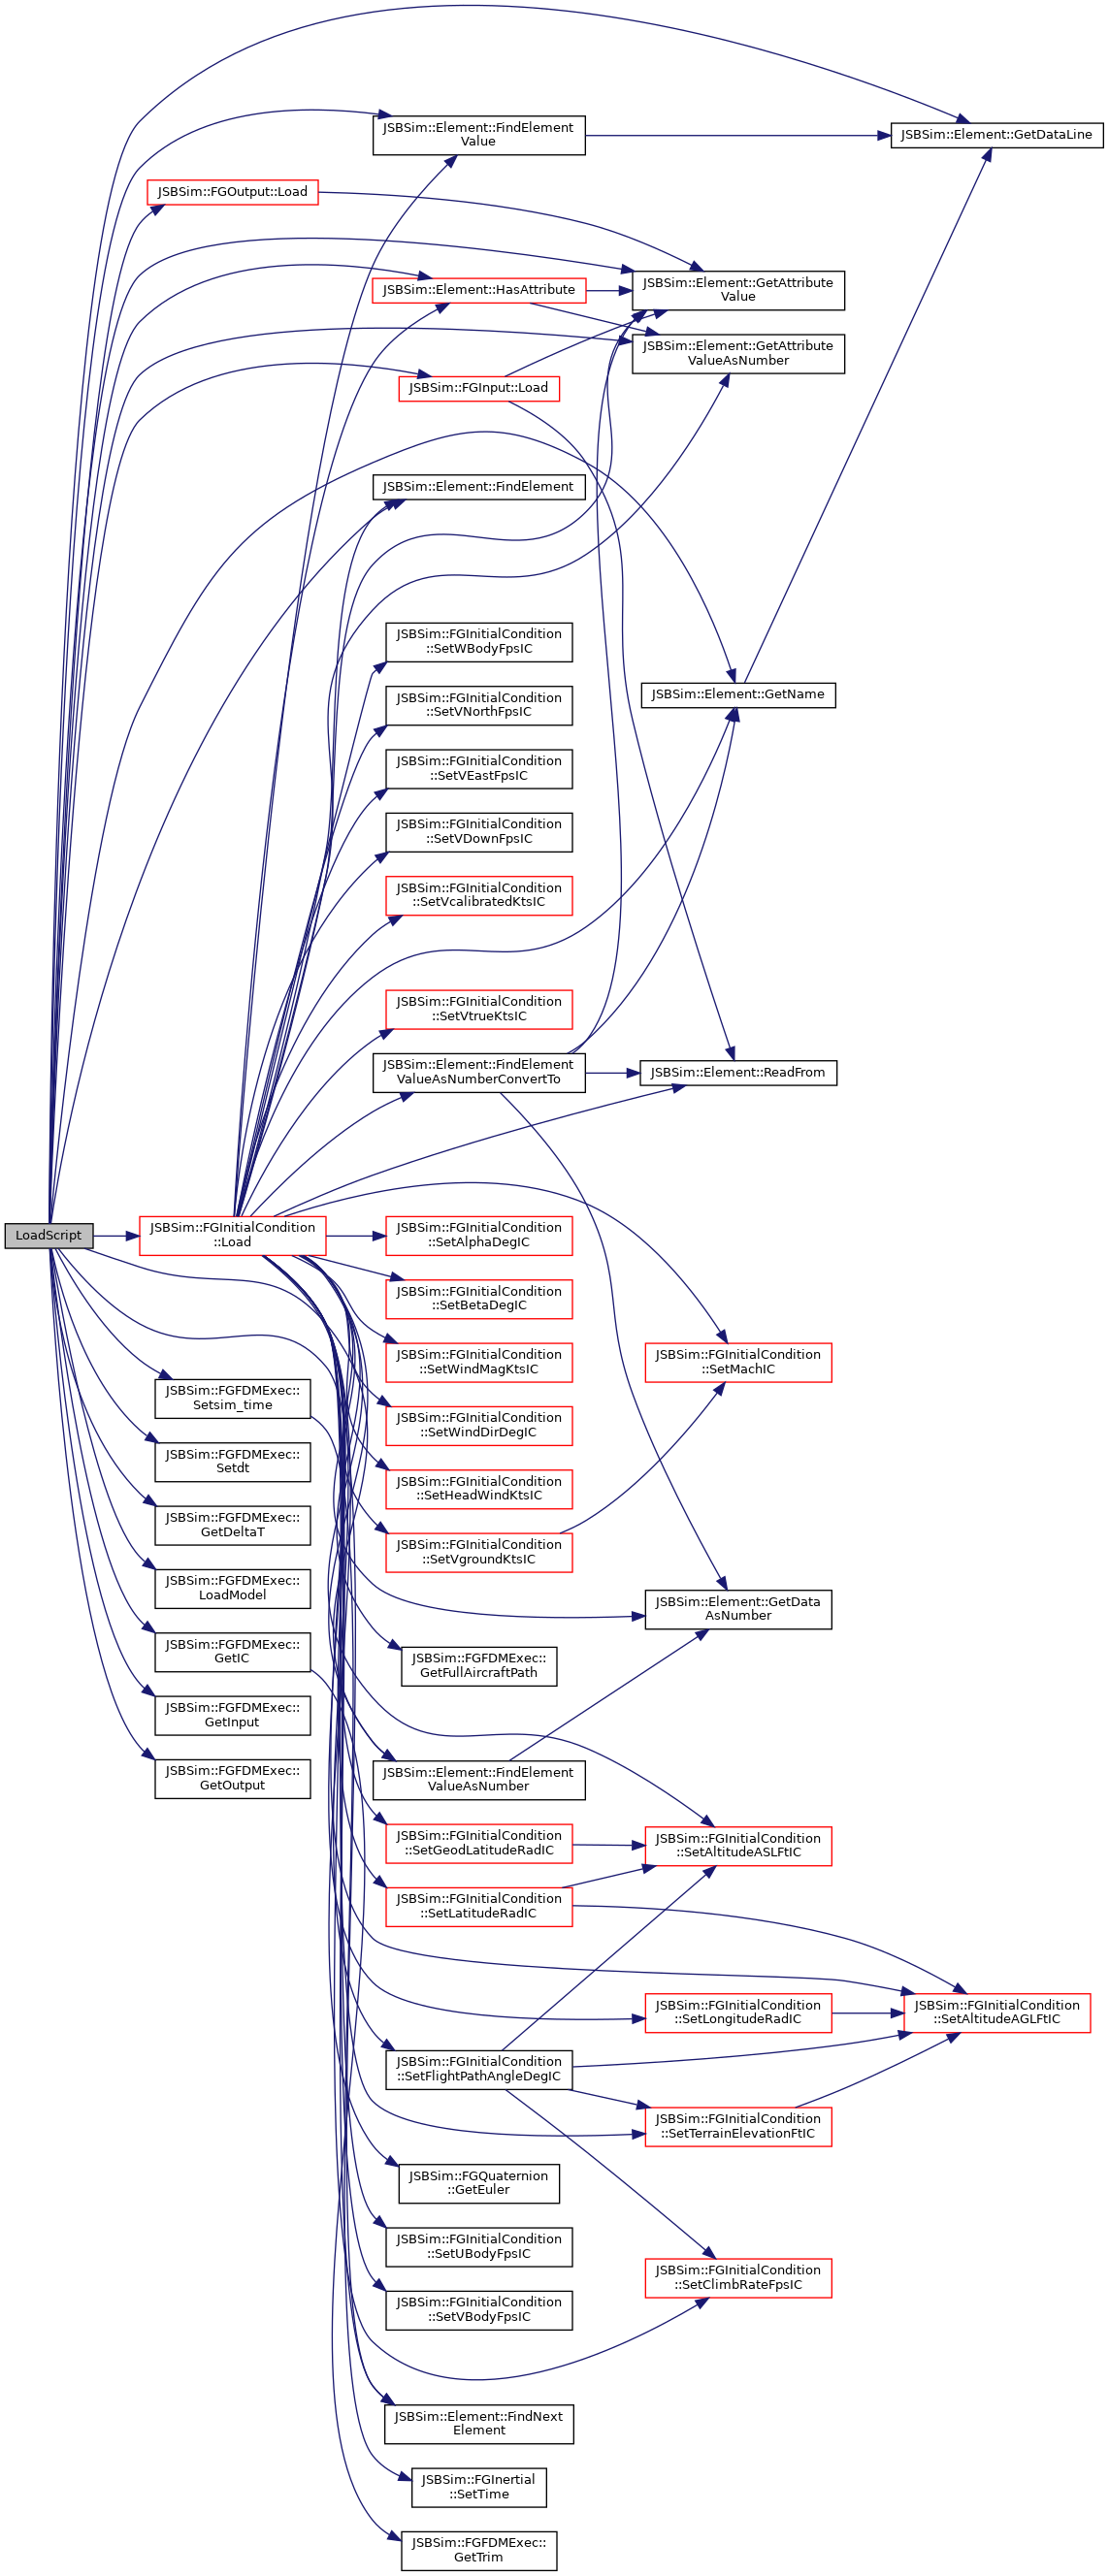 JSBSim::Element::FindElement
Value
JSBSim::Element::GetDataLine
JSBSim::FGOutput::Load
JSBSim::Element::HasAttribute
JSBSim::Element::GetAttribute
Value
JSBSim::Element::GetAttribute
ValueAsNumber
JSBSim::FGInput::Load
JSBSim::Element::FindElement
JSBSim::FGInitialCondition
::SetWBodyFpsIC
JSBSim::Element::GetName
JSBSim::FGInitialCondition
::SetVNorthFpsIC
JSBSim::FGInitialCondition
::SetVEastFpsIC
JSBSim::FGInitialCondition
::SetVDownFpsIC
JSBSim::FGInitialCondition
::SetVcalibratedKtsIC
JSBSim::FGInitialCondition
::SetVtrueKtsIC
JSBSim::Element::FindElement
ValueAsNumberConvertTo
JSBSim::Element::ReadFrom
LoadScript
JSBSim::FGInitialCondition
::Load
JSBSim::FGInitialCondition
::SetAlphaDegIC
JSBSim::FGInitialCondition
::SetBetaDegIC
JSBSim::FGInitialCondition
::SetWindMagKtsIC
JSBSim::FGInitialCondition
::SetMachIC
JSBSim::FGFDMExec::
Setsim_time
JSBSim::FGInitialCondition
::SetWindDirDegIC
JSBSim::FGFDMExec::
Setdt
JSBSim::FGInitialCondition
::SetHeadWindKtsIC
JSBSim::FGFDMExec::
GetDeltaT
JSBSim::FGInitialCondition
::SetVgroundKtsIC
JSBSim::FGFDMExec::
LoadModel
JSBSim::Element::GetData
AsNumber
JSBSim::FGFDMExec::
GetIC
JSBSim::FGFDMExec::
GetFullAircraftPath
JSBSim::FGFDMExec::
GetInput
JSBSim::FGFDMExec::
GetOutput
JSBSim::Element::FindElement
ValueAsNumber
JSBSim::FGInitialCondition
::SetGeodLatitudeRadIC
JSBSim::FGInitialCondition
::SetAltitudeASLFtIC
JSBSim::FGInitialCondition
::SetLatitudeRadIC
JSBSim::FGInitialCondition
::SetLongitudeRadIC
JSBSim::FGInitialCondition
::SetAltitudeAGLFtIC
JSBSim::FGInitialCondition
::SetFlightPathAngleDegIC
JSBSim::FGInitialCondition
::SetTerrainElevationFtIC
JSBSim::FGQuaternion
::GetEuler
JSBSim::FGInitialCondition
::SetUBodyFpsIC
JSBSim::FGInitialCondition
::SetClimbRateFpsIC
JSBSim::FGInitialCondition
::SetVBodyFpsIC
JSBSim::Element::FindNext
Element
JSBSim::FGInertial
::SetTime
JSBSim::FGFDMExec::
GetTrim